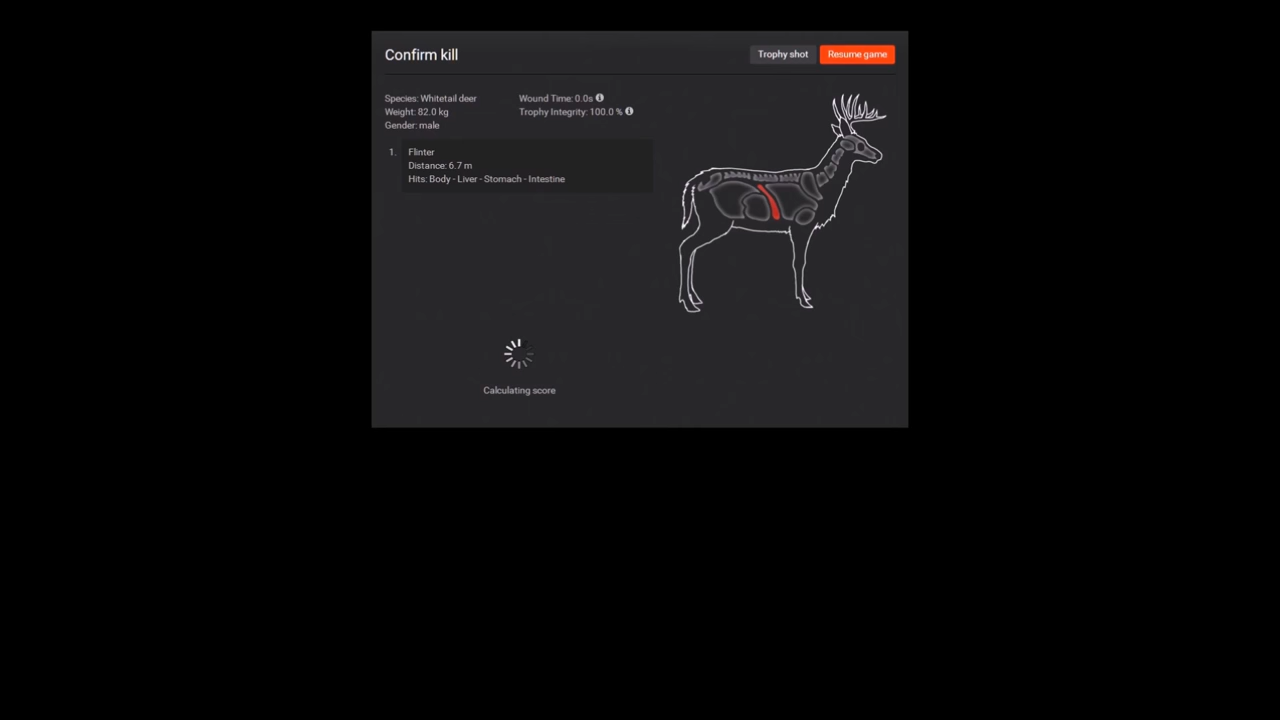 Confirm kill
Trophy shot
Resume game
Species: Whitetail deer
Weight: 82.0 kg
Gender: male
Wound Time: 0.0s
Trophy Integrity: 100.0 %
1. Flinter
Distance: 6.7 m
Hits: Body - Liver - Stomach - Intestine
Calculating score